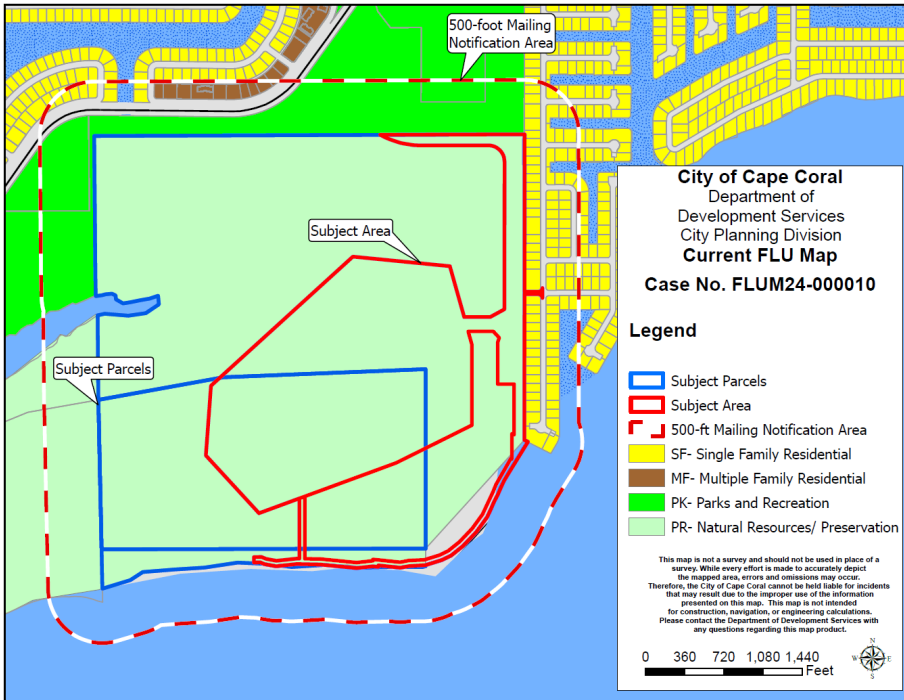 500-foot Mailing
Notification Area
Subject Area
Subject Parcels
City of Cape Coral
Department of
Development Services
City Planning Division
Current FLU Map
Case No. FLUM24-000010
Legend
Subject Parcels
Subject Area
500-ft Mailing Notification Area
SF- Single Family Residential
MF- Multiple Family Residential
PK- Parks and Recreation
PR- Natural Resources/ Preservation
This map is not a survey and should not be used in place of a
survey. While every effort is made to accurately depict
the mapped area, errors and omissions may occur.
Therefore, the City of Cape Coral cannot be held liable for incidents
that may result due to the improper use of the information
presented on this map. This map is not intended
for construction, navigation, or engineering calculations.
Please contact the Department of Development Services with
any questions regarding this map product.
0 360 720 1,080 1,440
Feet
N
W E
S